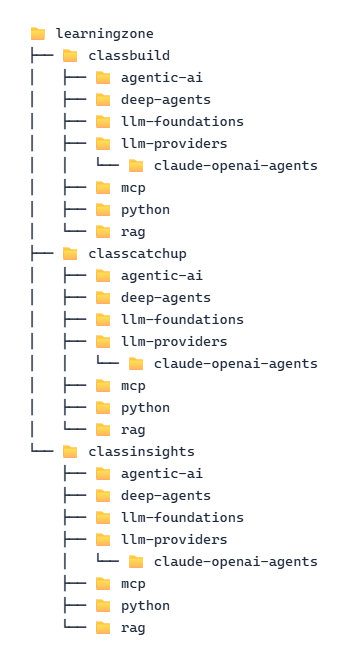 learningzone
classbuild
agentic-ai
deep-agents
llm-foundations
llm-providers
claude-openai-agents
mcp
python
rag
classcatchup
agentic-ai
deep-agents
llm-foundations
llm-providers
claude-openai-agents
mcp
python
rag
classinsights
agentic-ai
deep-agents
llm-foundations
llm-providers
claude-openai-agents
mcp
python
rag